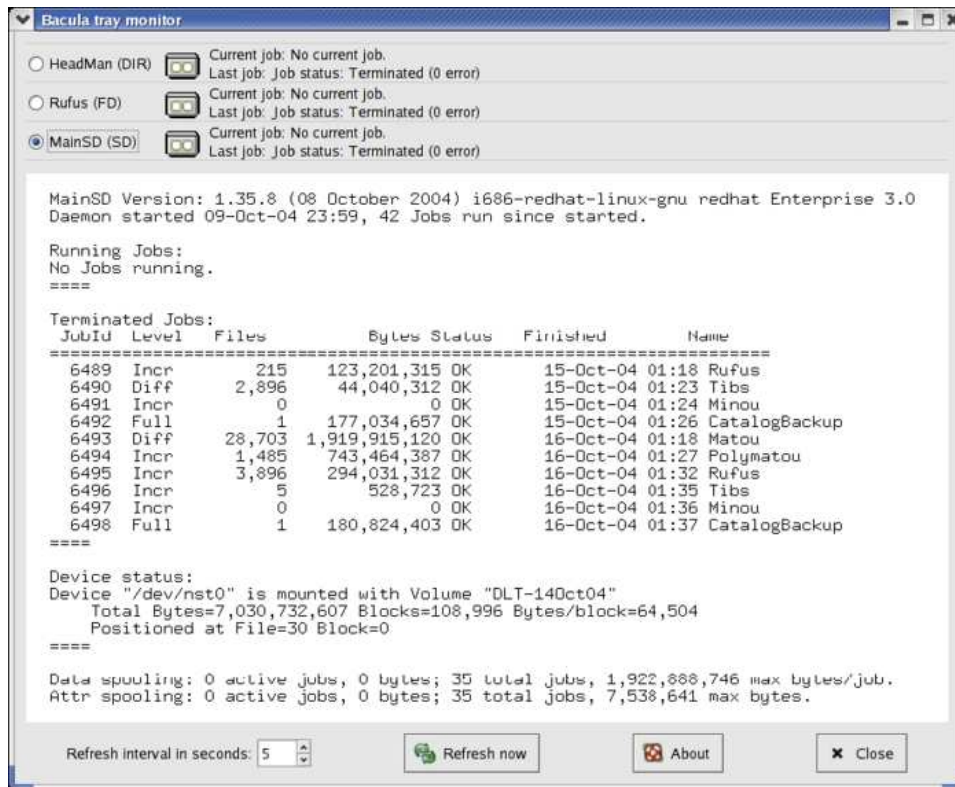 Bacula tray monitor
HeadMan (DIR)
Current job: No current job.
Last job: Job status: Terminated (0 error)
Rufus (FD)
Current job: No current job.
Last job: Job status: Terminated (0 error)
MainSD (SD)
Current job: No current job.
Last job: Job status: Terminated (0 error)
MainSD Version: 1.35.8 (08 October 2004) i686-redhat-linux-gnu redhat Enterprise 3.0
Daemon started 09-Oct-04 23:59, 42 Jobs run since started.
Running Jobs:
No Jobs running.
====
Terminated Jobs:
JobId Level Files Bytes Status Finished Name
======================================================================
6489 Incr 215 123,201,315 OK 15-Oct-04 01:18 Rufus
6490 Diff 2,896 44,040,312 OK 15-Oct-04 01:23 Tibs
6491 Incr 0 0 OK 15-Oct-04 01:24 Minou
6492 Full 1 177,034,657 OK 15-Oct-04 01:26 CatalogBackup
6493 Diff 28,703 1,919,915,120 OK 16-Oct-04 01:18 Matou
6494 Incr 1,485 743,464,387 OK 16-Oct-04 01:27 Polymatou
6495 Incr 3,896 294,031,312 OK 16-Oct-04 01:32 Rufus
6496 Incr 5 528,723 OK 16-Oct-04 01:35 Tibs
6497 Incr 0 0 OK 16-Oct-04 01:36 Minou
6498 Full 1 180,824,403 OK 16-Oct-04 01:37 CatalogBackup
====
Device status:
Device "/dev/nst0" is mounted with Volume "DLT-14Oct04"
Total Bytes=7,030,732,607 Blocks=108,996 Bytes/block=64,504
Positioned at File=30 Block=0
====
Data spooling: 0 active jobs, 0 bytes; 35 total jobs, 1,922,888,746 max bytes/job.
Attr spooling: 0 active jobs, 0 bytes; 35 total jobs, 7,538,641 max bytes.
Refresh interval in seconds: 5
Refresh now
About
Close